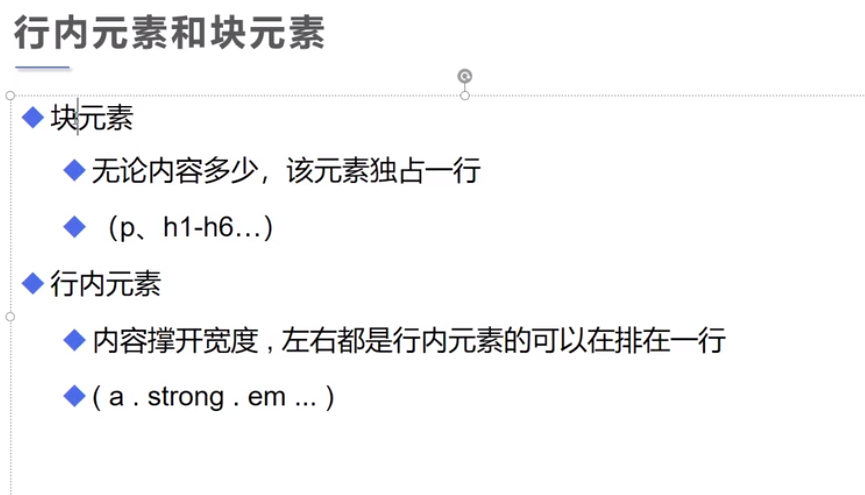 行内元素和块元素
块元素
无论内容多少，该元素独占一行
（p、h1-h6…）
行内元素
内容撑开宽度 , 左右都是行内元素的可以在排在一行
( a . strong . em ... )